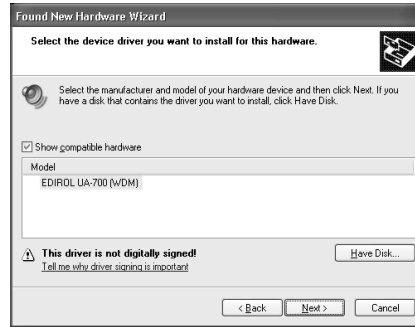 Found New Hardware Wizard
Select the device driver you want to install for this hardware.
Select the manufacturer and model of your hardware device and then click Next. If you
have a disk that contains the driver you want to install, click Have Disk.
Show compatible hardware
Model
EDIROL UA-700 (WDM)
This driver is not digitally signed!
Tell me why driver signing is important
Have Disk...
< Back
Next >
Cancel